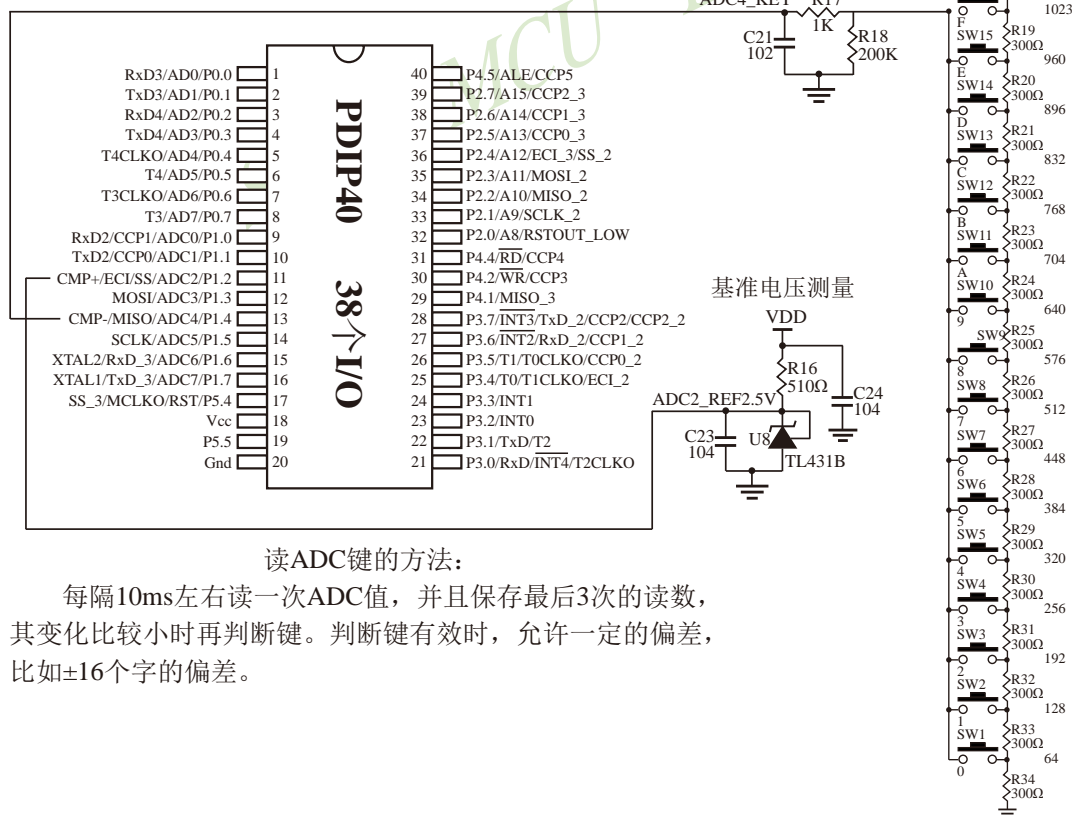 ADC4_KEY
R17
1K
C21
102
R18
200K
MCU
RxD3/AD0/P0.0 1
TxD3/AD1/P0.1 2
RxD4/AD2/P0.2 3
TxD4/AD3/P0.3 4
T4CLKO/AD4/P0.4 5
T4/AD5/P0.5 6
T3CLKO/AD6/P0.6 7
T3/AD7/P0.7 8
RxD2/CCP1/ADC0/P1.0 9
TxD2/CCP0/ADC1/P1.1 10
CMP+/ECI/SS/ADC2/P1.2 11
MOSI/ADC3/P1.3 12
CMP-/MISO/ADC4/P1.4 13
SCLK/ADC5/P1.5 14
XTAL2/RxD_3/ADC6/P1.6 15
XTAL1/TxD_3/ADC7/P1.7 16
SS_3/MCLKO/RST/P5.4 17
Vcc 18
P5.5 19
Gnd 20
PDIP40 38个I/O
40 P4.5/ALE/CCP5
39 P2.7/A15/CCP2_3
38 P2.6/A14/CCP1_3
37 P2.5/A13/CCP0_3
36 P2.4/A12/ECI_3/SS_2
35 P2.3/A11/MOSI_2
34 P2.2/A10/MISO_2
33 P2.1/A9/SCLK_2
32 P2.0/A8/RSTOUT_LOW
31 P4.4/RD/CCP4
30 P4.2/WR/CCP3
29 P4.1/MISO_3
28 P3.7/INT3/TxD_2/CCP2/CCP2_2
27 P3.6/INT2/RxD_2/CCP1_2
26 P3.5/T1/T0CLKO/CCP0_2
25 P3.4/T0/T1CLKO/ECI_2
24 P3.3/INT1
23 P3.2/INT0
22 P3.1/TxD/T2
21 P3.0/RxD/INT4/T2CLKO
基准电压测量
VDD
R16
510Ω
C24
104
ADC2_REF2.5V
C23
104
U8
TL431B
1023
F
SW15
R19
300Ω
960
E
SW14
R20
300Ω
896
D
SW13
R21
300Ω
832
C
SW12
R22
300Ω
768
B
SW11
R23
300Ω
704
A
SW10
R24
300Ω
640
9
SW9
R25
300Ω
576
8
SW8
R26
300Ω
512
7
SW7
R27
300Ω
448
6
SW6
R28
300Ω
384
5
SW5
R29
300Ω
320
4
SW4
R30
300Ω
256
3
SW3
R31
300Ω
192
2
SW2
R32
300Ω
128
1
SW1
R33
300Ω
64
0
R34
300Ω
读ADC键的方法：
每隔10ms左右读一次ADC值，并且保存最后3次的读数，
其变化比较小时再判断键。判断键有效时，允许一定的偏差，
比如±16个字的偏差。